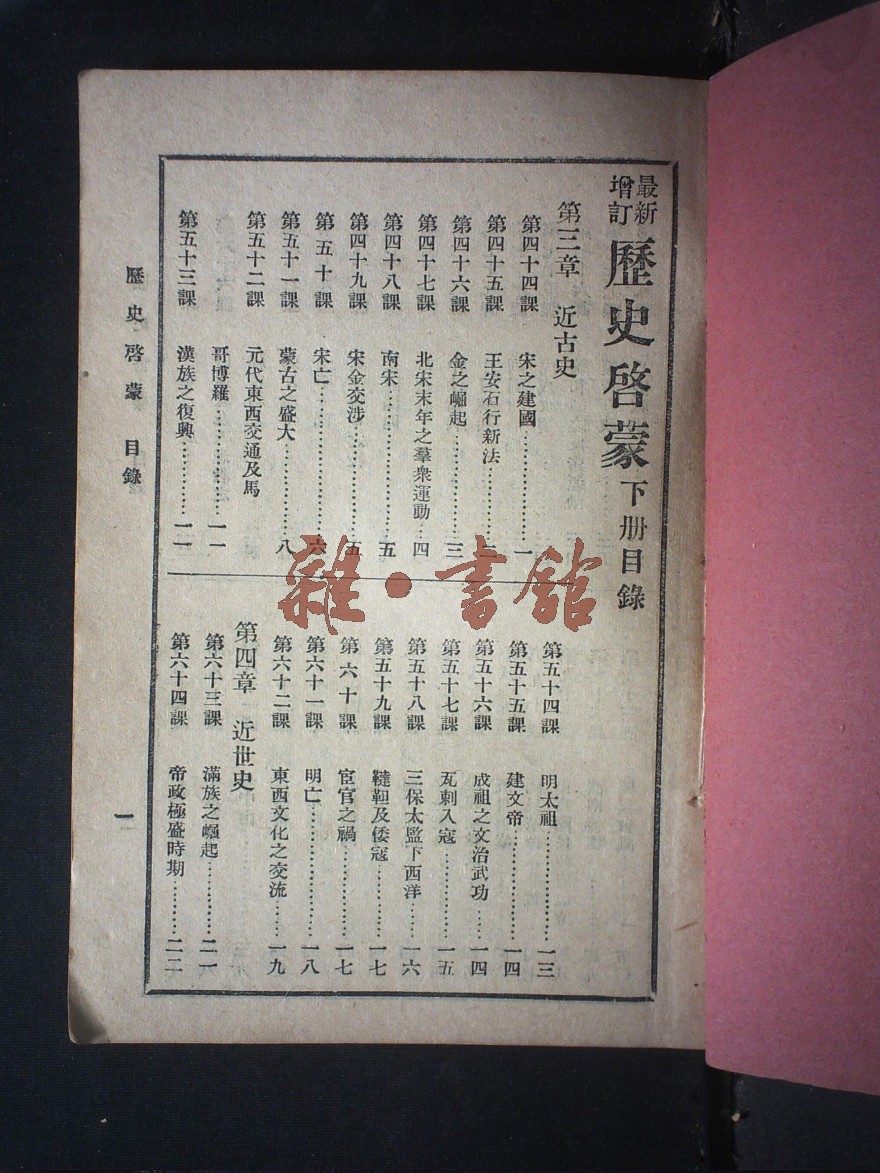 最新增訂 歷史啓蒙 下册目錄
第三章 近古史
第四十四課 宋之建國…………一
第四十五課 王安石行新法…………二
第四十六課 金之崛起…………三
第四十七課 北宋末年之羣衆運動…四
第四十八課 南宋…………五
第四十九課 宋金交涉…………五
第五十課 宋亡…………六
第五十一課 蒙古之盛大…………八
第五十二課 元代東西交通及馬
哥博羅…………一一
第五十三課 漢族之復興…………一一
第五十四課 明太祖…………一三
第五十五課 建文帝…………一四
第五十六課 成祖之文治武功……一四
第五十七課 瓦剌入寇…………一五
第五十八課 三保太監下西洋……一六
第五十九課 韃靼及倭寇…………一七
第六十課 宦官之禍…………一七
第六十一課 明亡…………一八
第六十二課 東西文化之交流……一九
第四章 近世史
第六十三課 滿族之崛起…………二一
第六十四課 帝政極盛時期………二二
歷史啓蒙 目錄
一
雜·書館